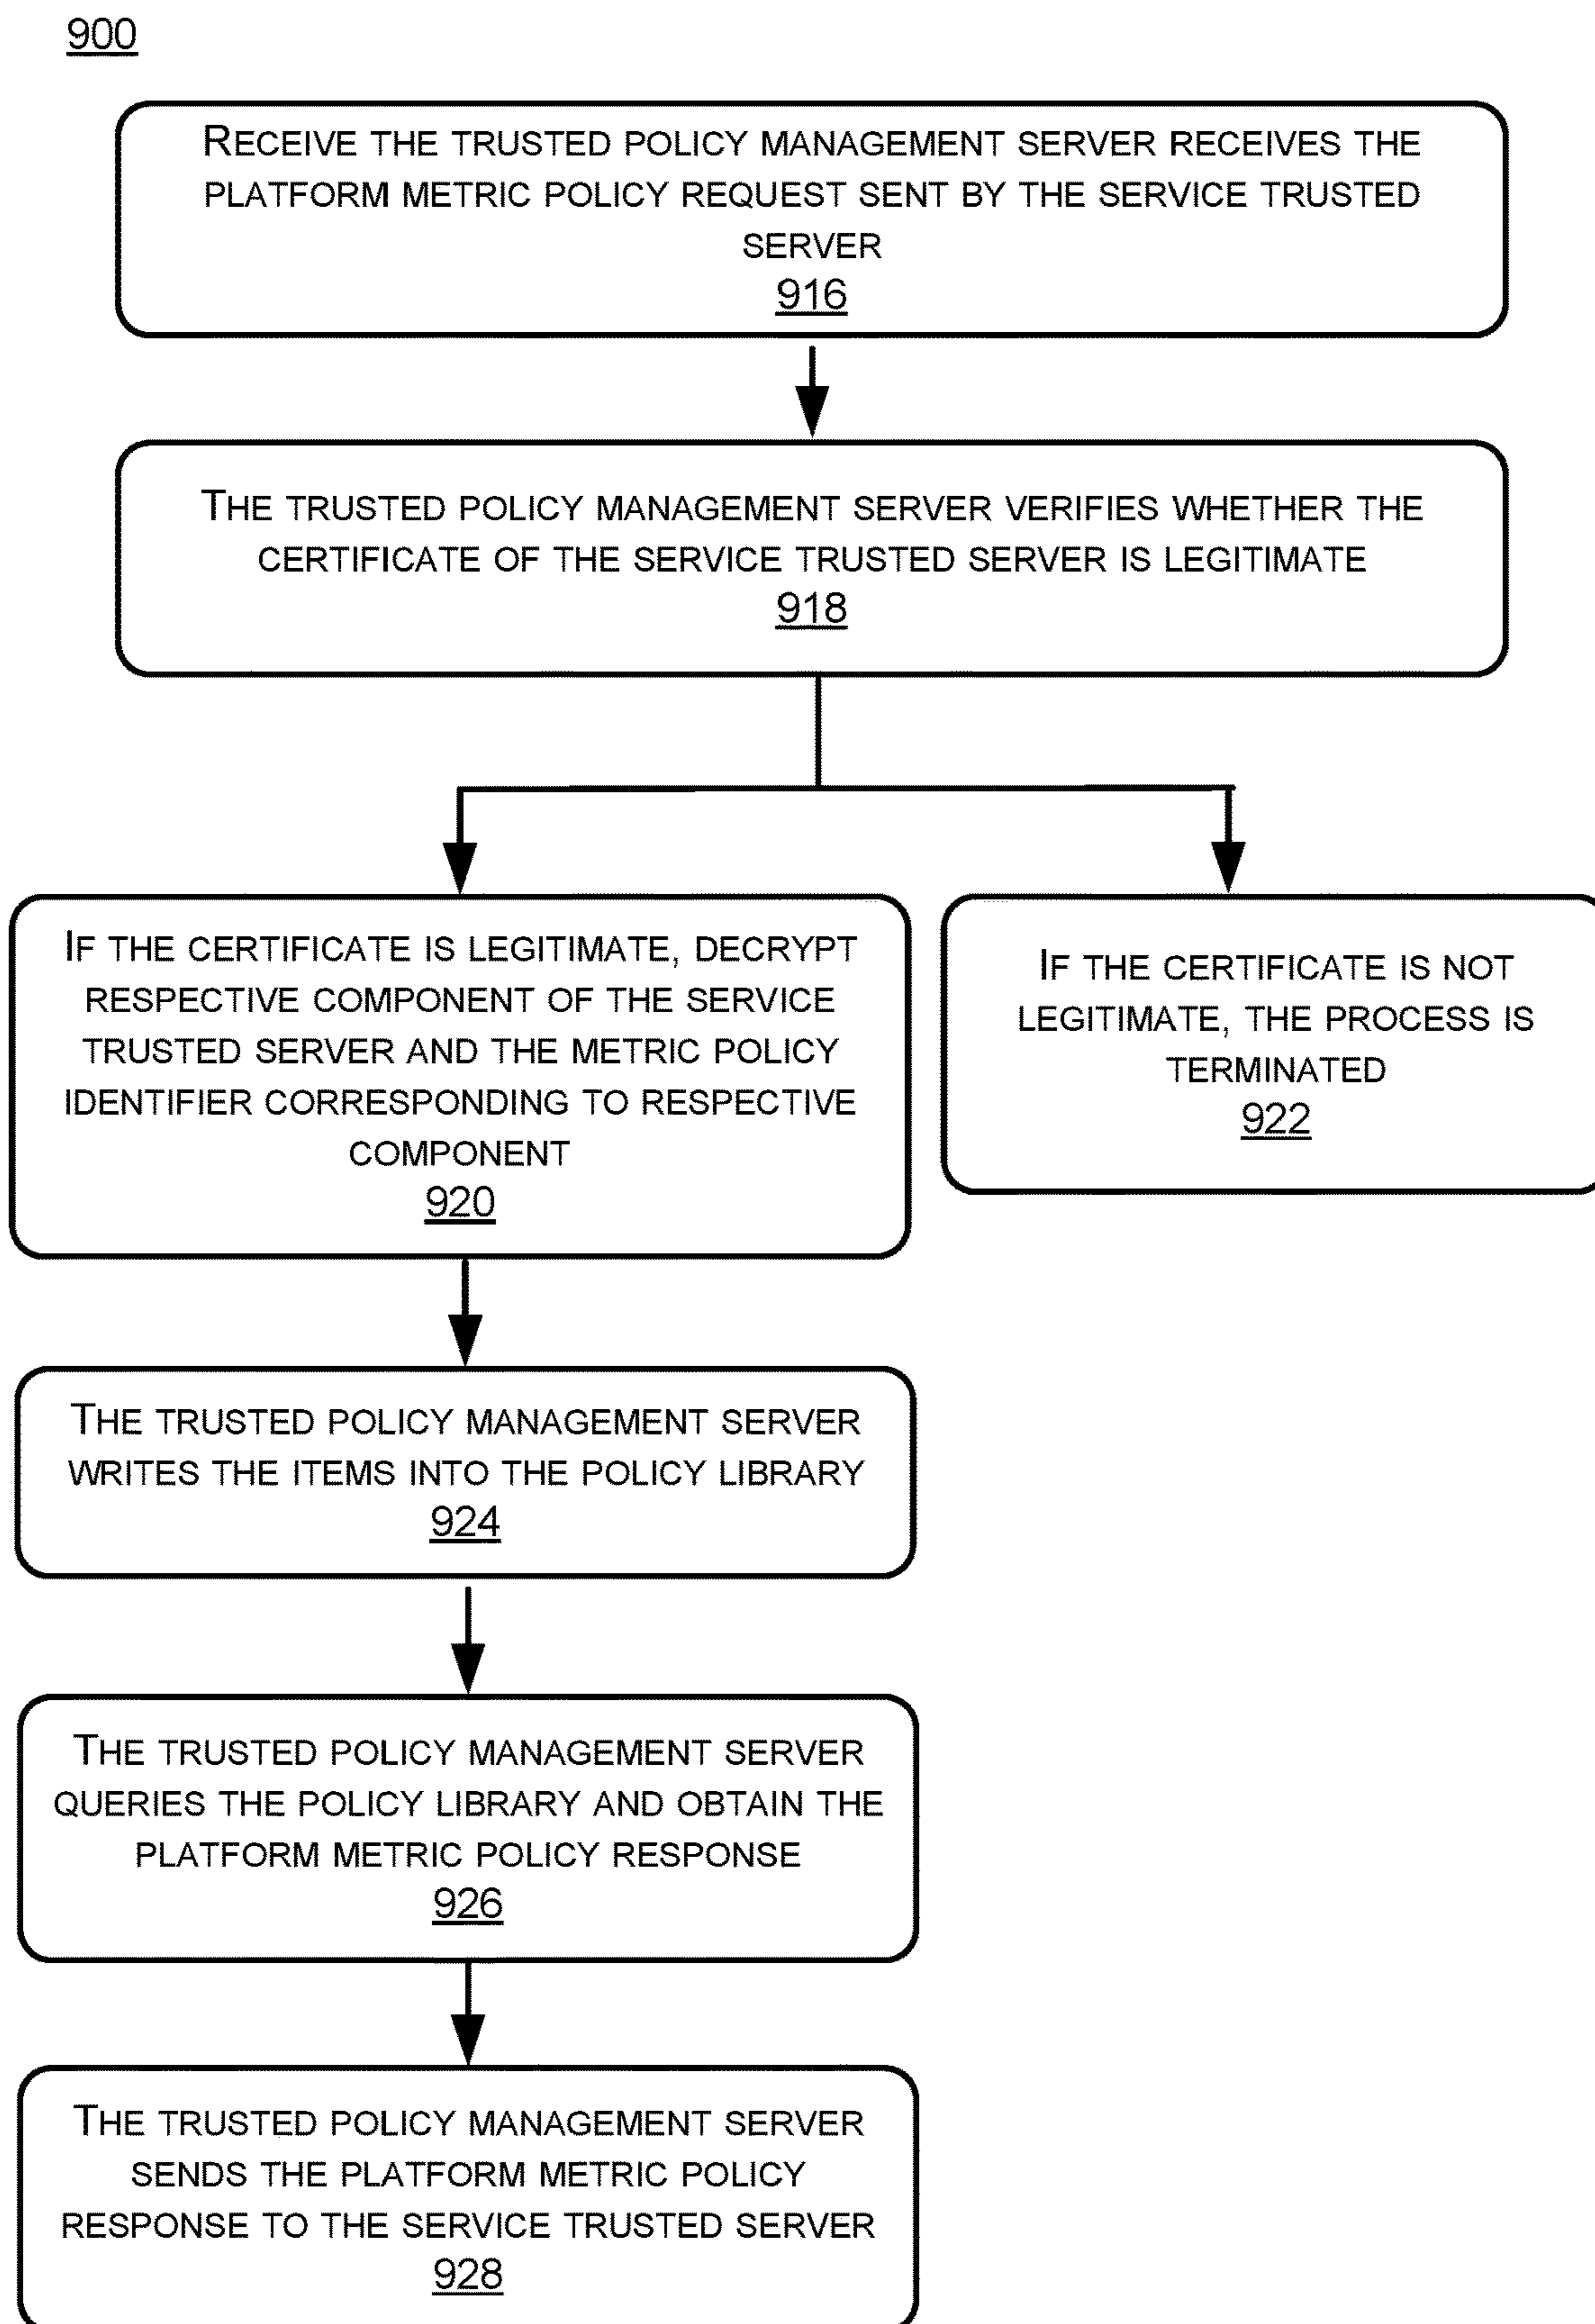 900
RECEIVE THE TRUSTED POLICY MANAGEMENT SERVER RECEIVES THE
PLATFORM METRIC POLICY REQUEST SENT BY THE SERVICE TRUSTED
SERVER
916
THE TRUSTED POLICY MANAGEMENT SERVER VERIFIES WHETHER THE
CERTIFICATE OF THE SERVICE TRUSTED SERVER IS LEGITIMATE
918
IF THE CERTIFICATE IS LEGITIMATE, DECRYPT
RESPECTIVE COMPONENT OF THE SERVICE
TRUSTED SERVER AND THE METRIC POLICY
IDENTIFIER CORRESPONDING TO RESPECTIVE
COMPONENT
920
IF THE CERTIFICATE IS NOT
LEGITIMATE, THE PROCESS IS
TERMINATED
922
THE TRUSTED POLICY MANAGEMENT SERVER
WRITES THE ITEMS INTO THE POLICY LIBRARY
924
THE TRUSTED POLICY MANAGEMENT SERVER
QUERIES THE POLICY LIBRARY AND OBTAIN THE
PLATFORM METRIC POLICY RESPONSE
926
THE TRUSTED POLICY MANAGEMENT SERVER
SENDS THE PLATFORM METRIC POLICY
RESPONSE TO THE SERVICE TRUSTED SERVER
928